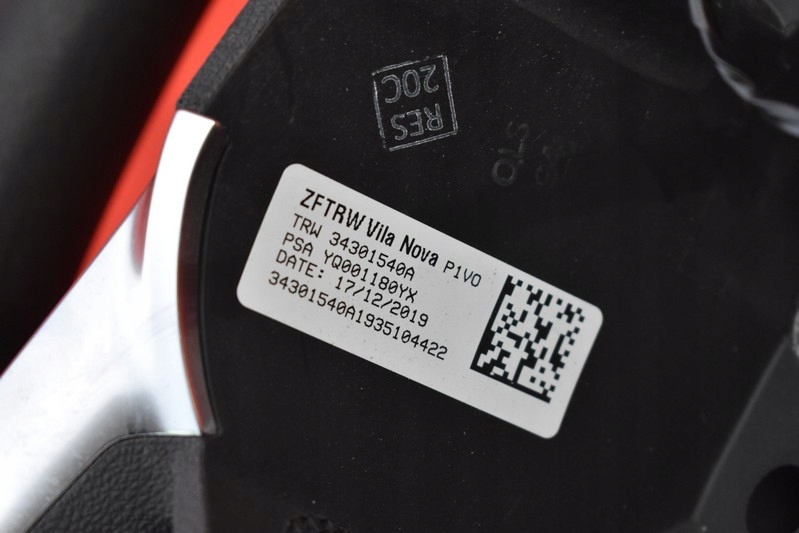 RES
20C
ZFTRW Vila Nova P1VO
TRW 34301540A
PSA YQ001180YX
DATE: 17/12/2019
34301540A1935104422